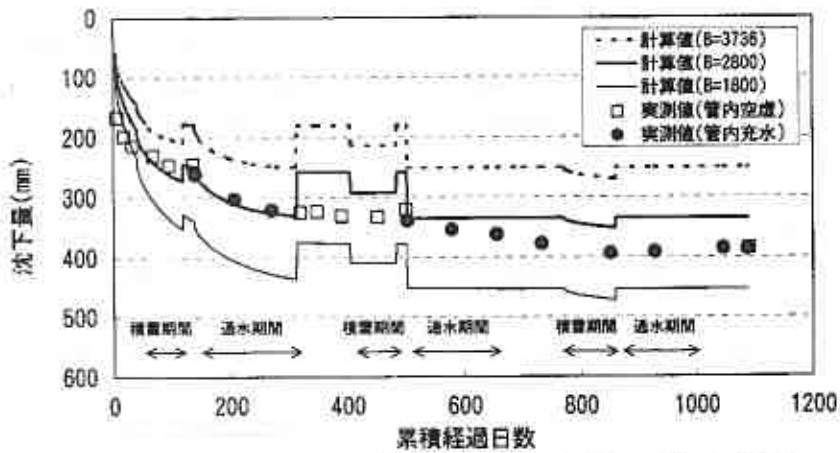 0
100
200
300
400
500
600
沈下量(mm)
計算値(B=3736)
計算値(B=2800)
計算値(B=1800)
実測値(管内空虚)
実測値(管内充水)
積雪期間
通水期間
積雪期間
通水期間
積雪期間
通水期間
0
200
400
600
800
1000
1200
累積経過日数